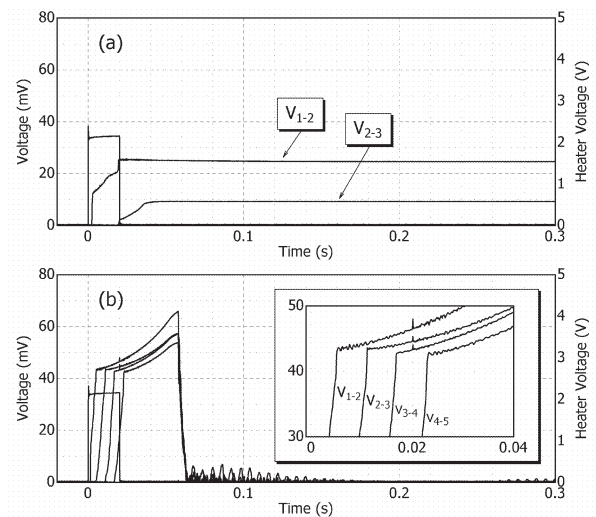 80
60
40
20
0
Voltage (mV)
(a)
V1-2
V2-3
5
4
3
2
1
0
Heater Voltage (V)
0
0.1
0.2
0.3
Time (s)
80
60
40
20
0
Voltage (mV)
(b)
50
40
30
V1-2
V2-3
V3-4
V4-5
0
0.02
0.04
5
4
3
2
1
0
Heater Voltage (V)
0
0.1
0.2
0.3
Time (s)